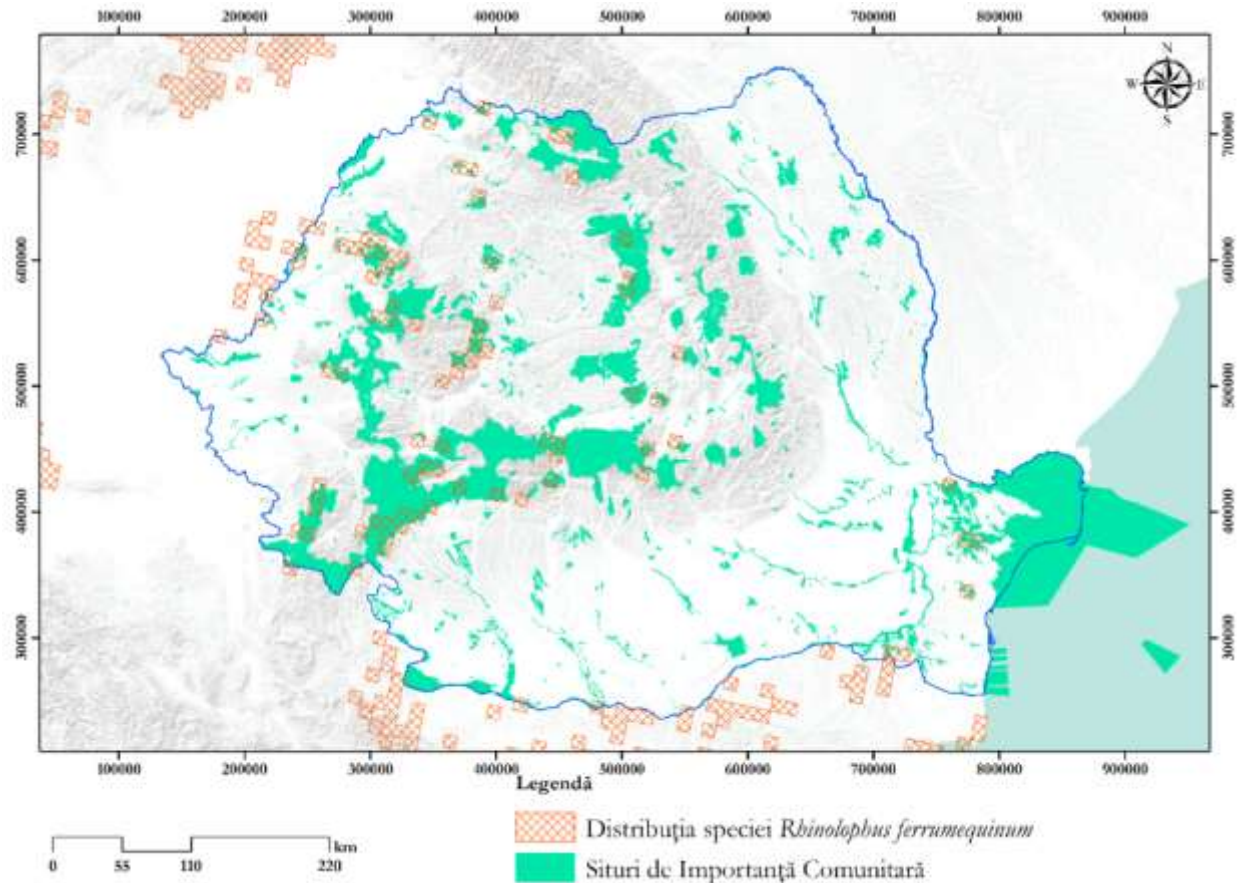 100000 200000 300000 400000 500000 600000 700000 800000 900000
N
W E
S
700000 700000
600000 600000
500000 500000
400000 400000
300000 300000
100000 200000 300000 400000 500000 600000 700000 800000 900000
Legendă
Distribuția speciei Rhinolophus ferrumequinum
km
0 55 110 220
Situri de Importanță Comunitară